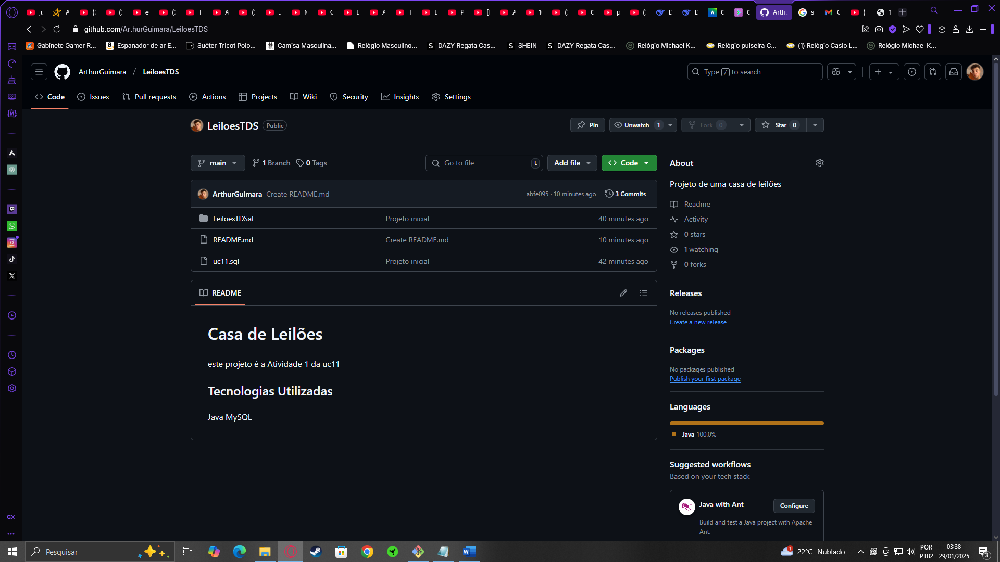 github.com/ArthurGuimara/LeiloesTDS
Gabinete Gamer R...
Espanador de ar E...
Suéter Tricot Polo...
Camisa Masculina...
Relógio Masculino...
DAZY Regata Cas...
SHEIN
DAZY Regata Cas...
Relógio Michael K...
Relógio pulseira C...
(1) Relógio Casio L...
Relógio Michael K...
ArthurGuimara / LeiloesTDS
Type / to search
Code
Issues
Pull requests
Actions
Projects
Wiki
Security
Insights
Settings
LeiloesTDS Public
Pin
Unwatch 1
Fork 0
Star 0
main
1 Branch
0 Tags
Go to file t
Add file
Code
ArthurGuimara Create README.md
abfe095 · 10 minutes ago
3 Commits
LeiloesTDSat Projeto inicial 40 minutes ago
README.md Create README.md 10 minutes ago
uc11.sql Projeto inicial 42 minutes ago
README
Casa de Leilões
este projeto é a Atividade 1 da uc11
Tecnologias Utilizadas
Java MySQL
About
Projeto de uma casa de leilões
Readme
Activity
0 stars
1 watching
0 forks
Releases
No releases published
Create a new release
Packages
No packages published
Publish your first package
Languages
Java 100.0%
Suggested workflows
Based on your tech stack
Java with Ant
Configure
Build and test a Java project with Apache
Ant.
GX
Pesquisar
22°C Nublado
POR
PTB2
03:38
29/01/2025
3